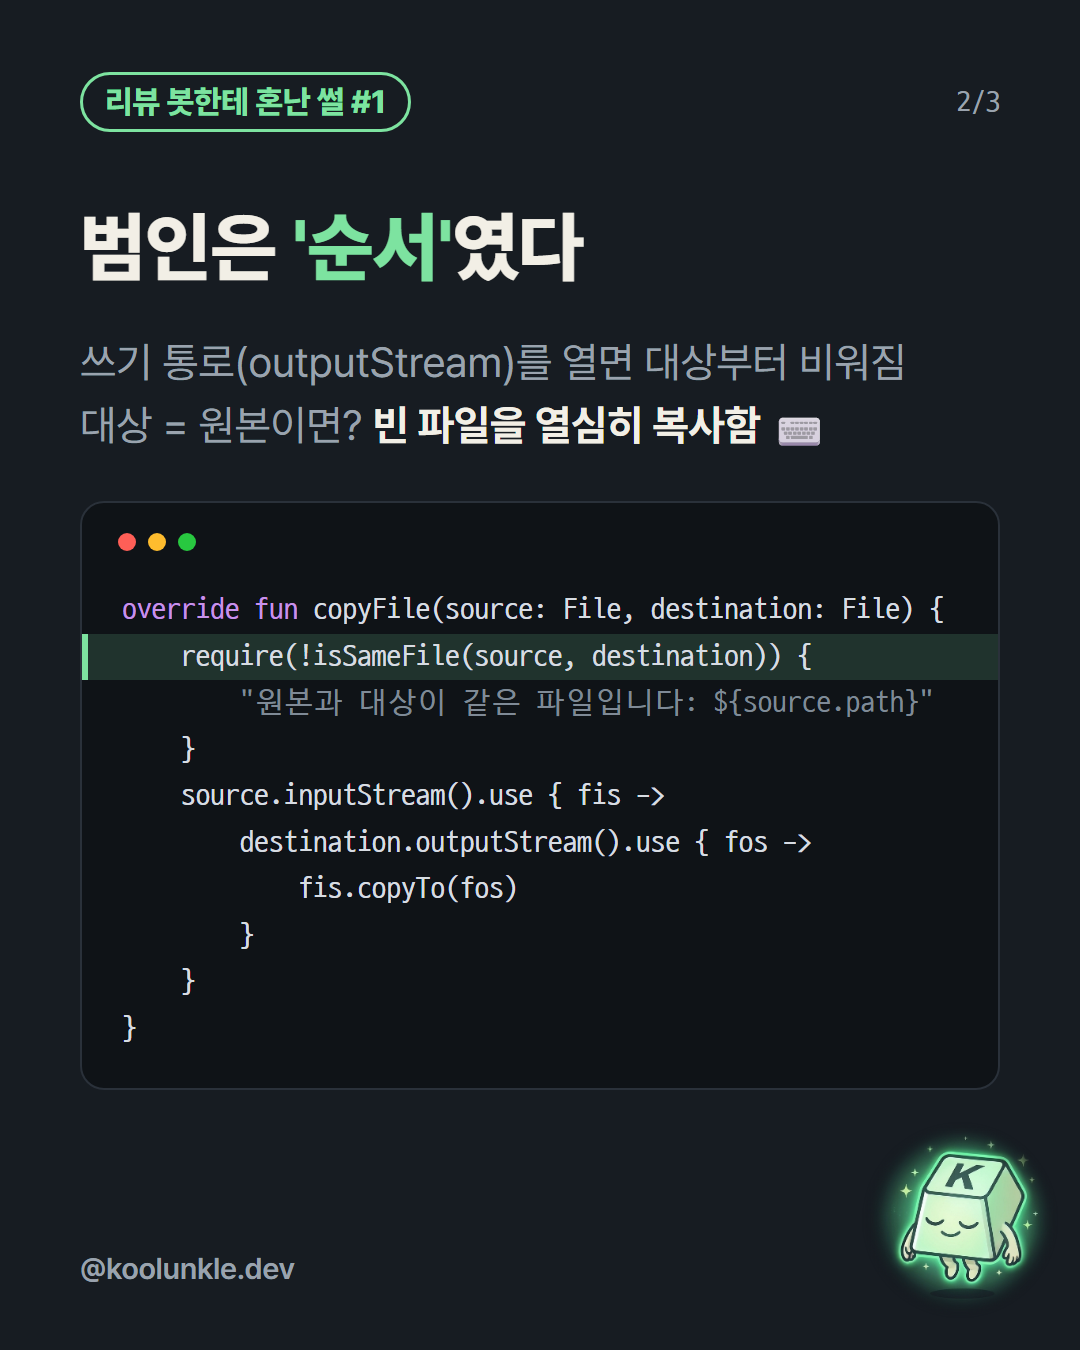 리뷰 봇한테 혼난 썰 #1
2/3
범인은 '순서'였다
쓰기 통로(outputStream)를 열면 대상부터 비워짐
대상 = 원본이면? 빈 파일을 열심히 복사함 ⌨️
override fun copyFile(source: File, destination: File) {
    require(!isSameFile(source, destination)) {
        "원본과 대상이 같은 파일입니다: ${source.path}"
    }
    source.inputStream().use { fis ->
        destination.outputStream().use { fos ->
            fis.copyTo(fos)
        }
    }
}
K
@koolunkle.dev